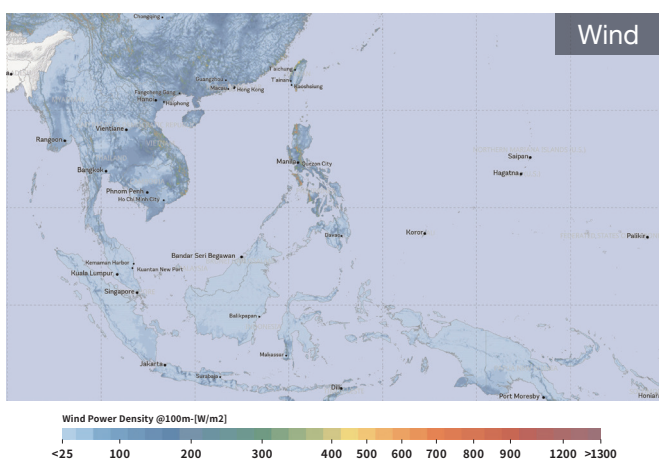 Wind
Chongqing
Taichung
Tainan
Kaohsiung
Guangzhou
Macau
Hong Kong
Fangcheng Gang
Hanoi
Haiphong
Rangoon
Vientiane
Bangkok
Manila
Quezon City
Saipan
Hagatna
Phnom Penh
Ho Chi Minh City
Davao
Koror
Palikir
Bandar Seri Begawan
Kemaman Harbor
Kuantan New Port
Kuala Lumpur
Singapore
Balikpapan
Makassar
Jakarta
Surabaya
Dili
Port Moresby
Honiar
Wind Power Density @100m-[W/m2]
<25 100 200 300 400 500 600 700 800 900 1200 >1300